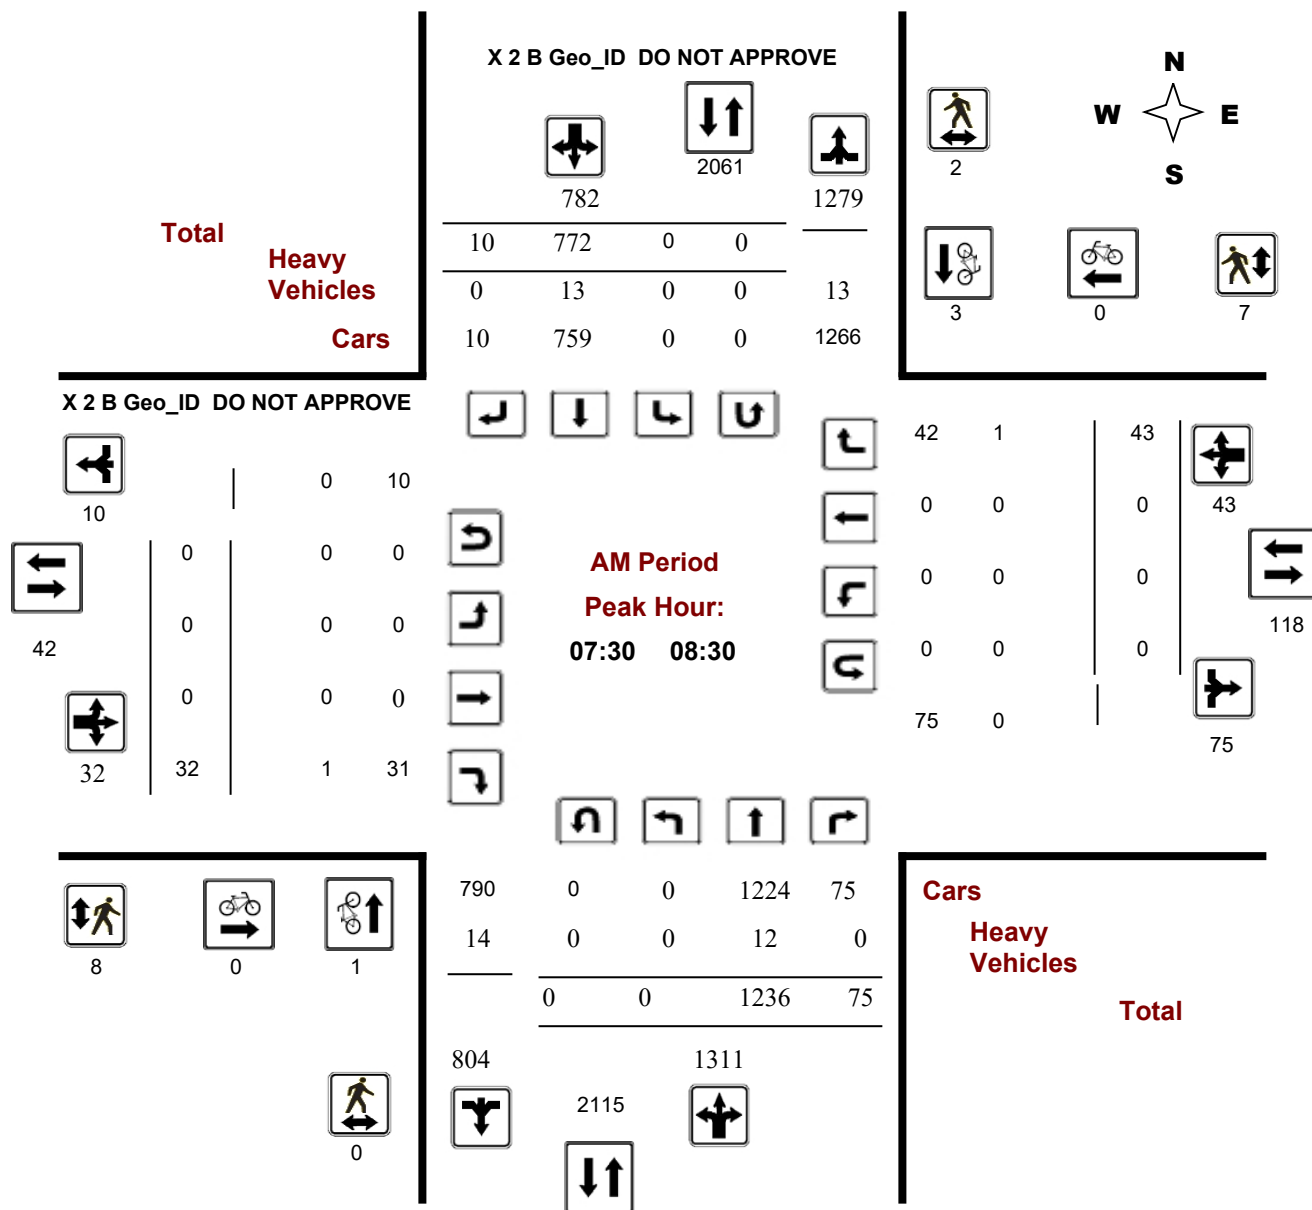 X 2 B Geo_ID DO NOT APPROVE
N
W E
S
2061
2
782
1279
Total
10 772 0 0
Heavy
Vehicles
0 13 0 0 13
Cars
10 759 0 0 1266
3 0 7
X 2 B Geo_ID DO NOT APPROVE
10
0 10
0 0 0
0 0 0
0 0 0
32 1 31
42
32
AM Period
Peak Hour:
07:30 08:30
42 1 43
0 0 0
0 0 0
0 0 0
75 0
43
118
75
790 0 0 1224 75
14 0 0 12 0
0 0 1236 75
Cars
Heavy
Vehicles
Total
8 0 1
0
804
2115
1311